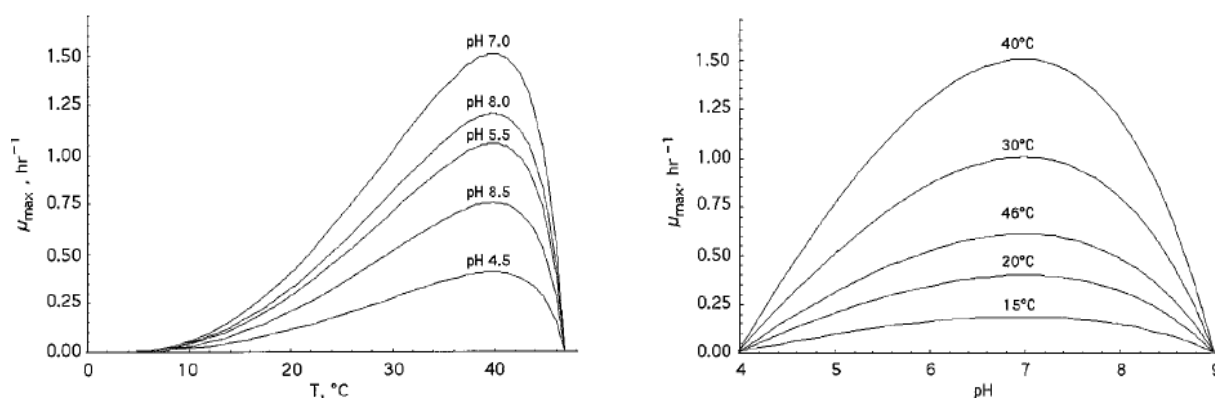 pH 7.0
1.50
1.25
pH 8.0
pH 5.5
1.00
μmax , hr−1
0.75
pH 8.5
0.50
pH 4.5
0.25
0.00
0 10 20 30 40
T, °C
40°C
1.50
1.25
30°C
1.00
μmax, hr−1
0.75
46°C
0.50
20°C
0.25
15°C
0.00
4 5 6 7 8 9
pH